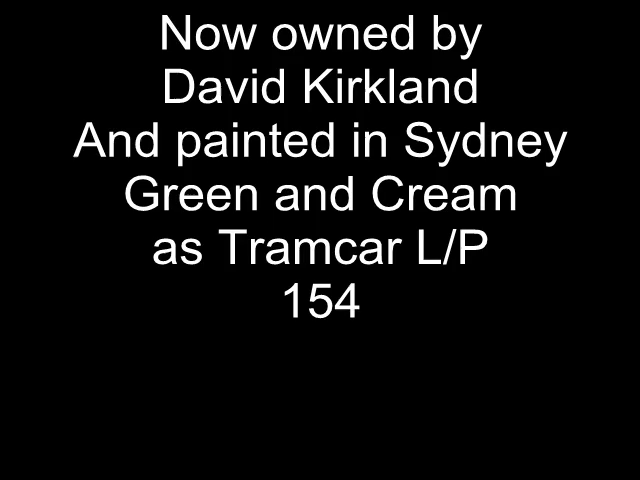 Now owned by
David Kirkland
And painted in Sydney
Green and Cream
as Tramcar L/P
154